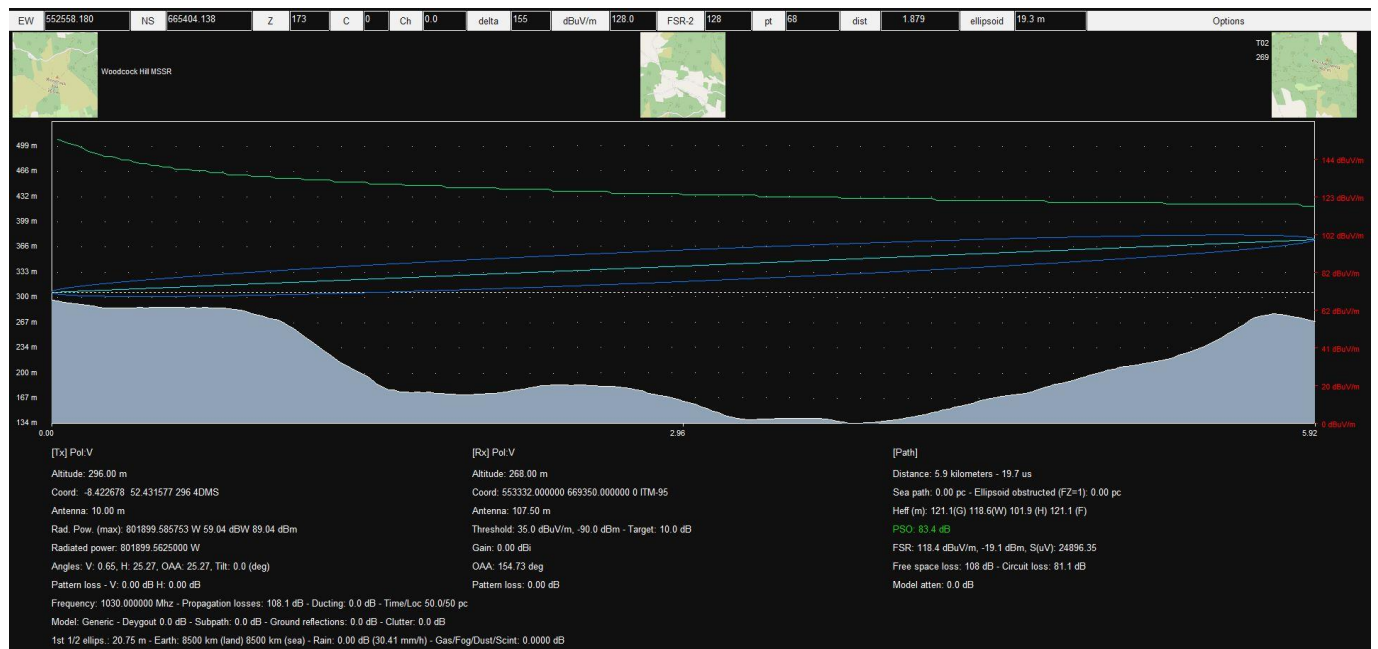 EW 552558.180 NS 665404.138 Z 173 C 0 Ch 0.0 delta 155 dBuV/m 128.0 FSR-2 128 pt 68 dist 1.879 ellipsoid 19.3 m Options
Woodcock Hill MSSR
T02
269
499 m
466 m
432 m
399 m
366 m
333 m
300 m
267 m
234 m
200 m
167 m
134 m
144 dBuV/m
123 dBuV/m
102 dBuV/m
82 dBuV/m
62 dBuV/m
41 dBuV/m
20 dBuV/m
0 dBuV/m
0.00 2.96 5.92
[Tx] Pol:V
Altitude: 296.00 m
Coord: -8.422678 52.431577 296 4DMS
Antenna: 10.00 m
Rad. Pow. (max): 801899.585753 W 59.04 dBW 89.04 dBm
Radiated power: 801899.5625000 W
Angles: V: 0.65, H: 25.27, OAA: 25.27, Tilt: 0.0 (deg)
Pattern loss - V: 0.00 dB H: 0.00 dB
Frequency: 1030.000000 Mhz - Propagation losses: 108.1 dB - Ducting: 0.0 dB - Time/Loc 50.0/50 pc
Model: Generic - Deygout 0.0 dB - Subpath: 0.0 dB - Ground reflections: 0.0 dB - Clutter: 0.0 dB
1st 1/2 ellips.: 20.75 m - Earth: 8500 km (land) 8500 km (sea) - Rain: 0.00 dB (30.41 mm/h) - Gas/Fog/Dust/Scint: 0.0000 dB
[Rx] Pol:V
Altitude: 268.00 m
Coord: 553332.000000 669350.000000 0 ITM-95
Antenna: 107.50 m
Threshold: 35.0 dBuV/m, -90.0 dBm - Target: 10.0 dB
Gain: 0.00 dBi
OAA: 154.73 deg
Pattern loss: 0.00 dB
[Path]
Distance: 5.9 kilometers - 19.7 us
Sea path: 0.00 pc - Ellipsoid obstructed (FZ=1): 0.00 pc
Heff (m): 121.1(G) 118.6(W) 101.9 (H) 121.1 (F)
PSO: 83.4 dB
FSR: 118.4 dBuV/m, -19.1 dBm, S(uV): 24896.35
Free space loss: 108 dB - Circuit loss: 81.1 dB
Model atten: 0.0 dB